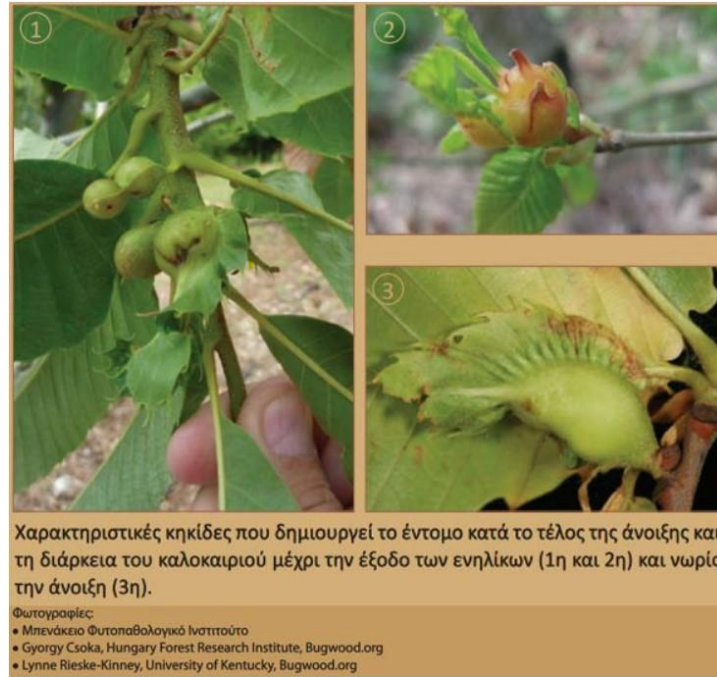 1
2
3
Χαρακτηριστικές κηκίδες που δημιουργεί το έντομο κατά το τέλος της άνοιξης και
τη διάρκεια του καλοκαιριού μέχρι την έξοδο των ενηλίκων (1η και 2η) και νωρίς
την άνοιξη (3η).
Φωτογραφίες:
• Μπενάκειο Φυτοπαθολογικό Ινστιτούτο
• Gyorgy Csoka, Hungary Forest Research Institute, Bugwood.org
• Lynne Rieske-Kinney, University of Kentucky, Bugwood.org